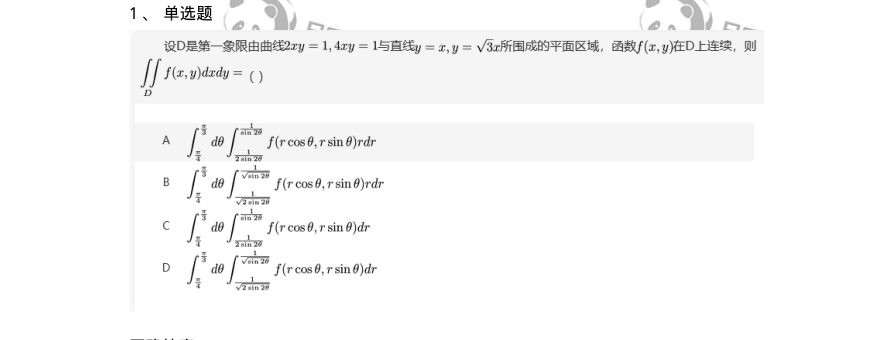 1、 单选题
设D是第一象限由曲线2xy = 1, 4xy = 1与直线y = x, y = √3x所围成的平面区域，函数f(x, y)在D上连续，则
∬_D f(x, y)dxdy = ( )
A ∫_{π/4}^{π/3} dθ ∫_{1/(2 sin 2θ)}^{1/(sin 2θ)} f(r cos θ, r sin θ)rdr
B ∫_{π/4}^{π/3} dθ ∫_{1/√(2 sin 2θ)}^{1/√(sin 2θ)} f(r cos θ, r sin θ)rdr
C ∫_{π/4}^{π/3} dθ ∫_{1/(2 sin 2θ)}^{1/(sin 2θ)} f(r cos θ, r sin θ)dr
D ∫_{π/4}^{π/3} dθ ∫_{1/√(2 sin 2θ)}^{1/√(sin 2θ)} f(r cos θ, r sin θ)dr